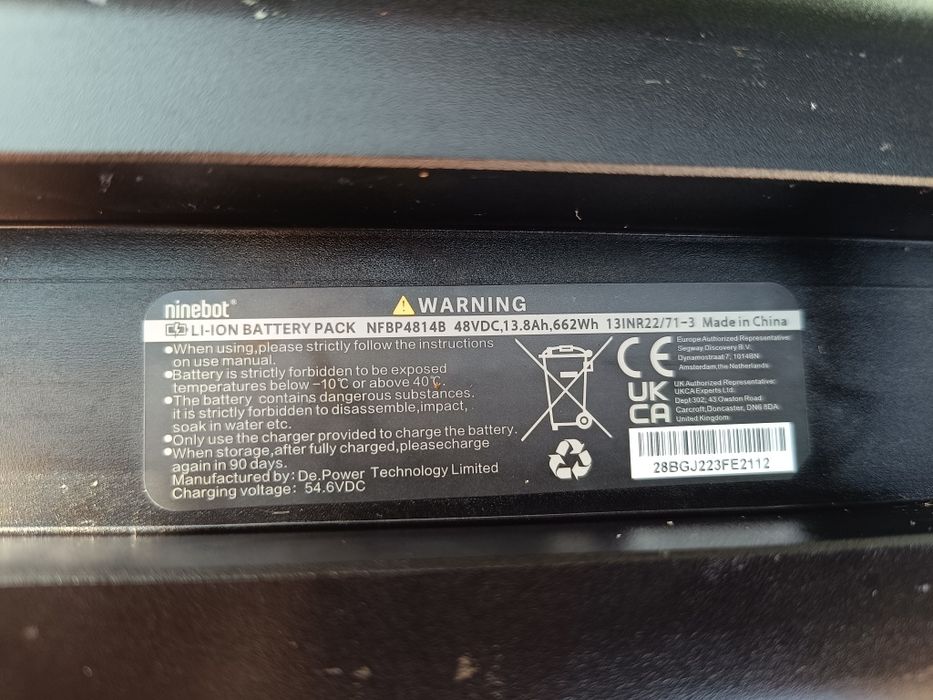 ninebot®
WARNING
LI-ION BATTERY PACK NFBP4814B 48VDC,13.8Ah,662Wh 13INR22/71-3 Made in China
●When using,please strictly follow the instructions
on use manual.
●Battery is strictly forbidden to be exposed
temperatures below -10℃ or above 40℃.
●The battery contains dangerous substances.
it is strictly forbidden to disassemble,impact,
soak in water etc.
●Only use the charger provided to charge the battery.
●When storage,after fully charged,pleasecharge
again in 90 days.
Manufactured by: De.Power Technology Limited
Charging voltage: 54.6VDC
CE
Europe Authorized Representative:
Segway Discovery B.V.
Dynamostraat 7, 1014BN
Amsterdam, the Netherlands
UK
CA
UK Authorized Representative:
UKCA Experts Ltd.
Dept 302, 43 Owston Road
Carcroft, Doncaster, DN6 8DA
United Kingdom
28BGJ223FE2112